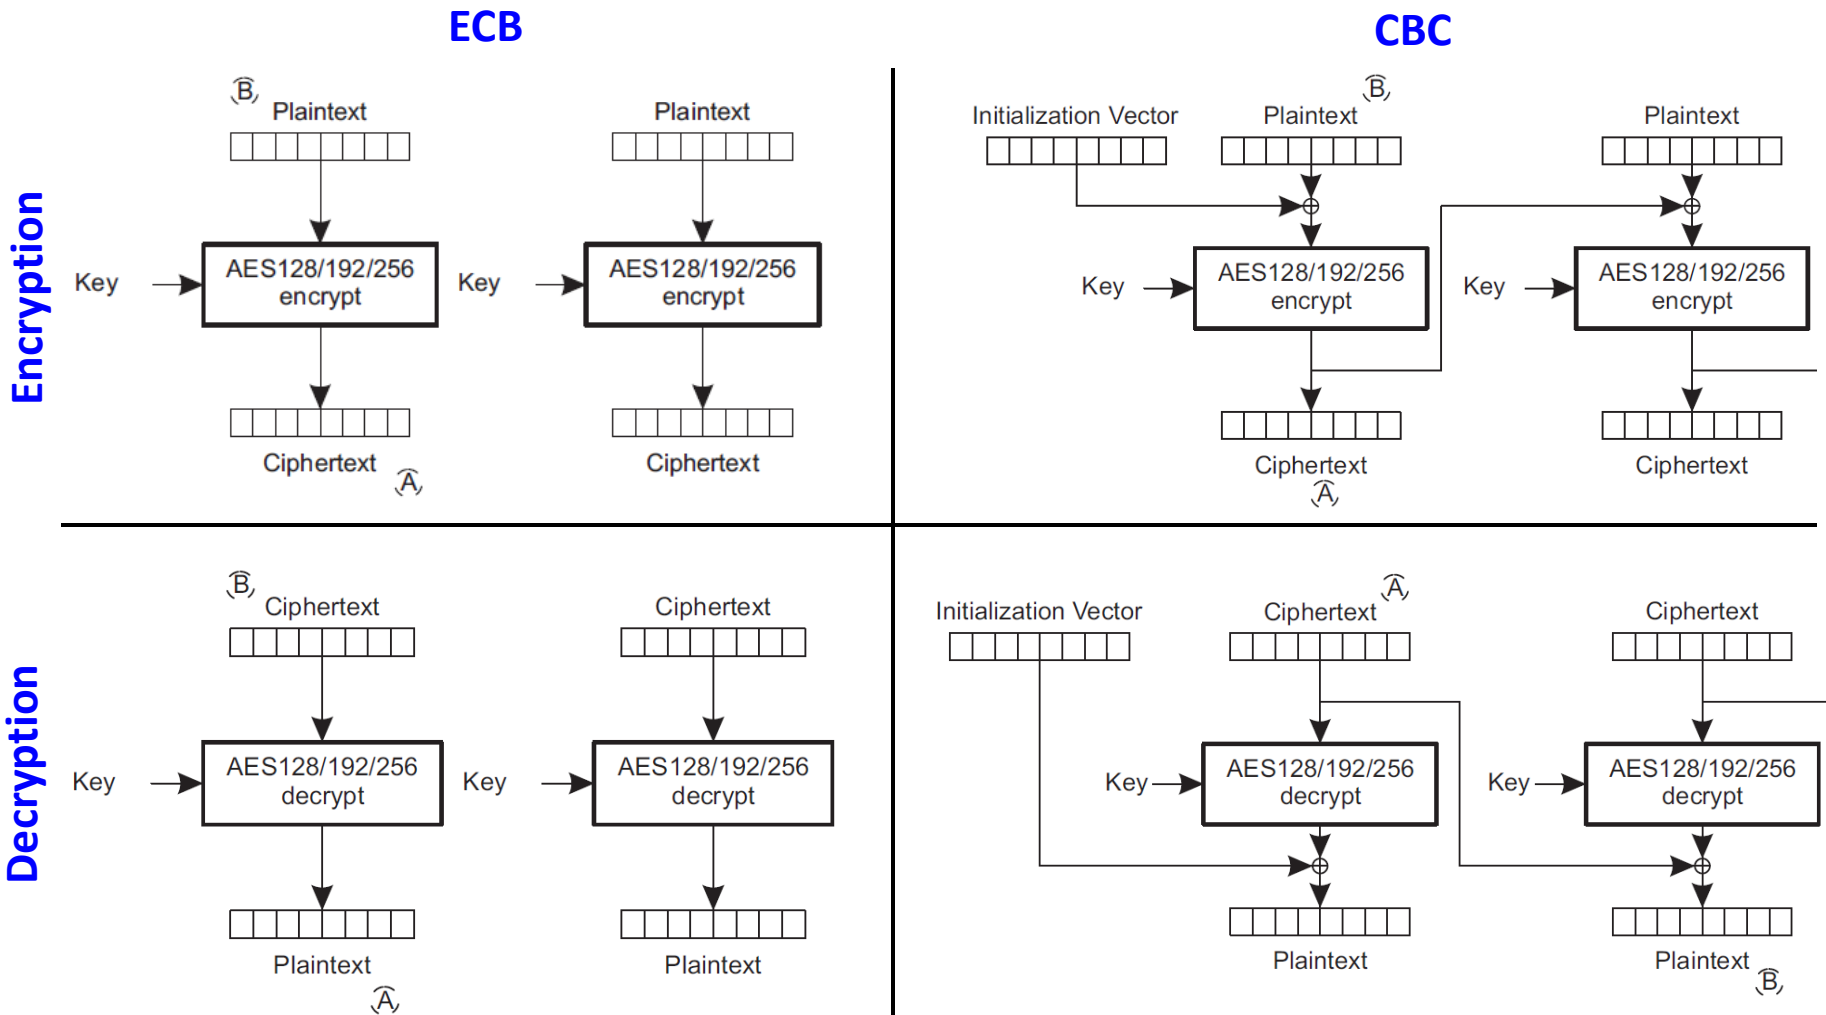 ECB
CBC
Encryption
B
Plaintext
Plaintext
Key
AES128/192/256
encrypt
Key
AES128/192/256
encrypt
Ciphertext
A
Ciphertext
Initialization Vector
Plaintext
B
Plaintext
Key
AES128/192/256
encrypt
Key
AES128/192/256
encrypt
Ciphertext
A
Ciphertext
Decryption
B
Ciphertext
Ciphertext
Key
AES128/192/256
decrypt
Key
AES128/192/256
decrypt
Plaintext
A
Plaintext
Initialization Vector
Ciphertext
A
Ciphertext
Key
AES128/192/256
decrypt
Key
AES128/192/256
decrypt
Plaintext
Plaintext
B